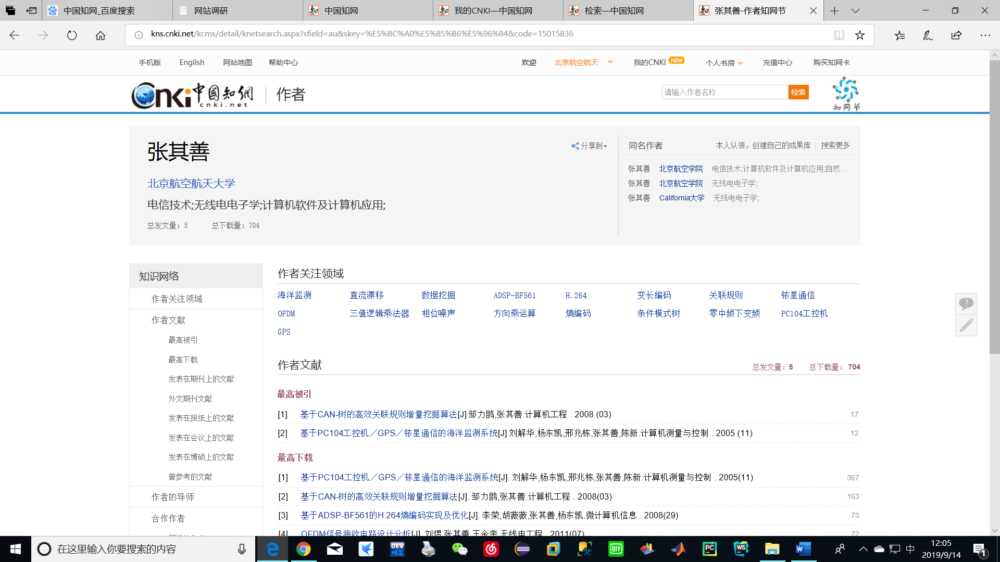 中国知网_百度搜索
网站调研
中国知网
我的CNKI—中国知网
检索—中国知网
张其善-作者知网节
kns.cnki.net/kcms/detail/knetsearch.aspx?sfield=au&skey=%E5%BC%A0%E5%85%B6%E5%96%84&code=15015836
手机版 English 网站地图 帮助中心 欢迎 北京航空航天 我的CNKI NEW 个人书房 充值中心 购买知网卡
Cnki中国知網 cnki.net 作者 请输入作者名称 检索 知网节
张其善
北京航空航天大学
电信技术;无线电电子学;计算机软件及计算机应用;
总发文量：5 总下载量：704
分享到
同名作者 本人认领，创建自己的成果库 | 搜索更多
张其善 北京航空学院 电信技术;计算机软件及计算机应用;自然...
张其善 北京航空学院 无线电电子学;
张其善 California大学 无线电电子学;
知识网络
作者关注领域
作者文献
最高被引
最高下载
发表在期刊上的文献
外文期刊文献
发表在报纸上的文献
发表在会议上的文献
发表在博硕上的文献
曾参考的文献
作者的导师
合作作者
作者关注领域
海洋监测 直流漂移 数据挖掘 ADSP-BF561 H.264 变长编码 关联规则 铱星通信
OFDM 三值逻辑乘法器 相位噪声 方向乘运算 熵编码 条件模式树 零中频下变频 PC104工控机
GPS
作者文献 总发文量：5 总下载量：704
最高被引
[1] 基于CAN-树的高效关联规则增量挖掘算法[J] 邹力鹍,张其善.计算机工程 . 2008 (03) 17
[2] 基于PC104工控机／GPS／铱星通信的海洋监测系统[J] 刘解华,杨东凯,邢兆栋,张其善,陈新.计算机测量与控制 . 2005 (11) 12
最高下载
[1] 基于PC104工控机／GPS／铱星通信的海洋监测系统[J]. 刘解华,杨东凯,邢兆栋,张其善,陈新.计算机测量与控制 . 2005(11) 367
[2] 基于CAN-树的高效关联规则增量挖掘算法[J]. 邹力鹍,张其善.计算机工程 . 2008(03) 163
[3] 基于ADSP-BF561的H.264熵编码实现及优化[J]. 李荣,胡薇薇,张其善,杨东凯.微计算机信息 . 2008(29) 73
[4] OFDM信号接收电路设计分析[J]. 刘煜,张其善,王金奎.无线电工程 . 2011(07) 72
在这里输入你要搜索的内容
DEV
DIY
PC
WS
中
12:05
2019/9/14
1